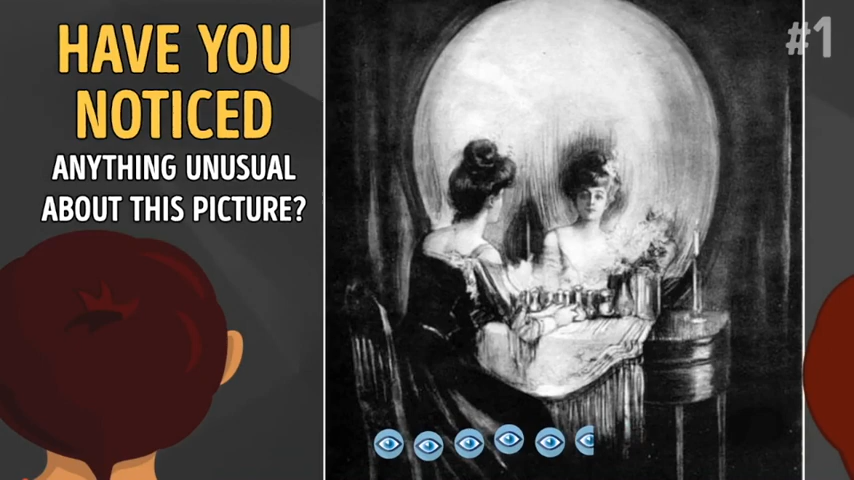 HAVE YOU
NOTICED
ANYTHING UNUSUAL
ABOUT THIS PICTURE?
#1